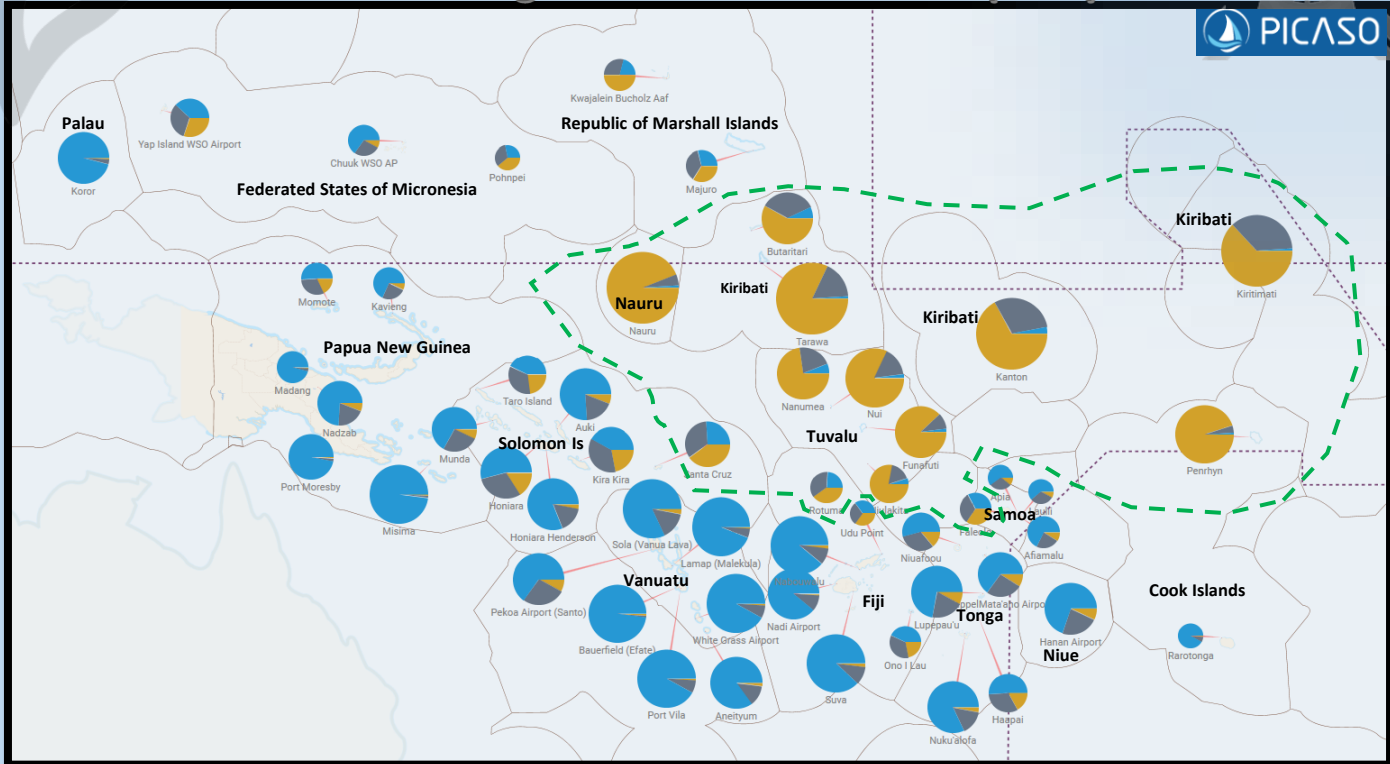 PICASO
Kwajalein Bucholz Aaf
Palau
Republic of Marshall Islands
Yap Island WSO Airport
Chuuk WSO AP
Pohnpei
Majuro
Koror
Federated States of Micronesia
Kiribati
Butaritari
Kiribati
Kiritimati
Momote
Kavieng
Nauru
Nauru
Tarawa
Kiribati
Papua New Guinea
Kanton
Madang
Taro Island
Nanumea
Nui
Nadzab
Auki
Munda
Solomon Is
Tuvalu
Funafuti
Penrhyn
Port Moresby
Kira Kira
Santa Cruz
Honiara
Rotuma
Apia
Samoa
Misima
Honiara Henderson
Sola (Vanua Lava)
Udu Point
Niuafoou
Afiamalu
Lamap (Malekula)
Vanuatu
Pekoa Airport (Santo)
Fiji
Nadi Airport
Lupepau'u
Tonga
Cook Islands
Bauerfield (Efate)
White Grass Airport
Hanan Airport
Niue
Rarotonga
Ono I Lau
Port Vila
Aneityum
Suva
Nuku'alofa
Haapai